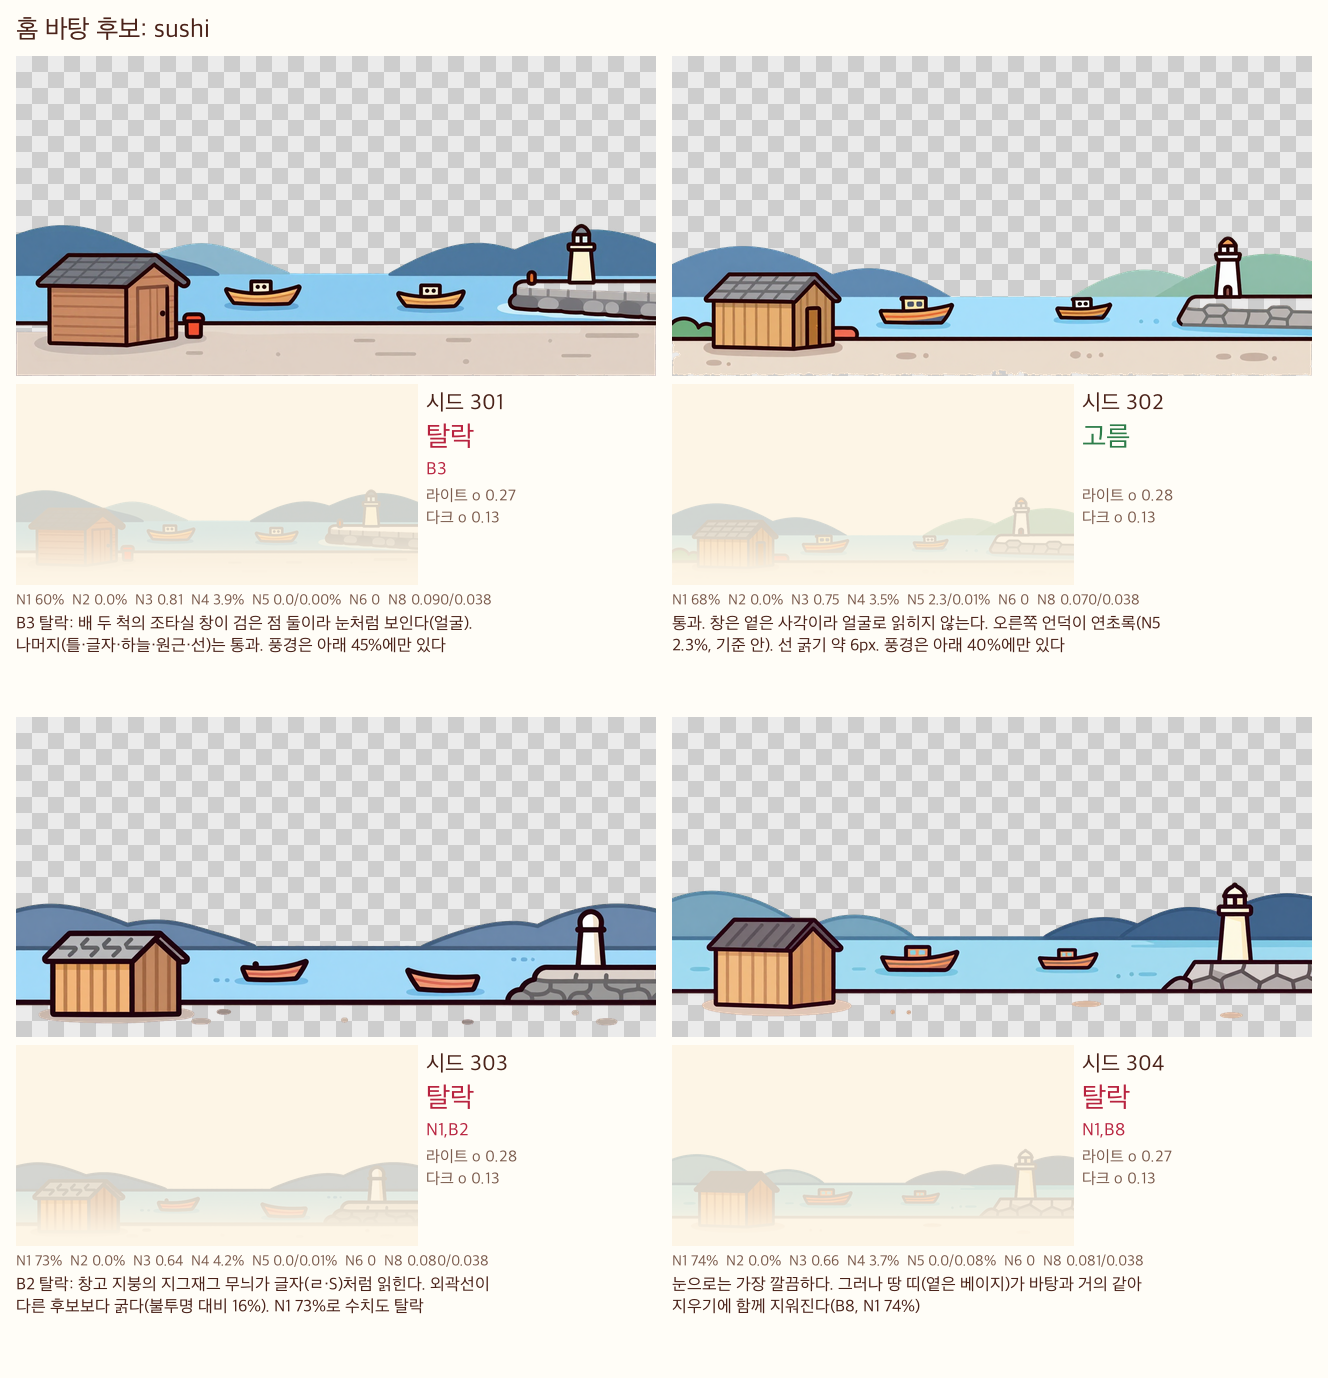 홈 바탕 후보: sushi
시드 301
탈락
B3
라이트 o 0.27
다크 o 0.13
N1 60% N2 0.0% N3 0.81 N4 3.9% N5 0.0/0.00% N6 0 N8 0.090/0.038
B3 탈락: 배 두 척의 조타실 창이 검은 점 둘이라 눈처럼 보인다(얼굴).
나머지(틀·글자·하늘·원근·선)는 통과. 풍경은 아래 45%에만 있다
시드 302
고름
라이트 o 0.28
다크 o 0.13
N1 68% N2 0.0% N3 0.75 N4 3.5% N5 2.3/0.01% N6 0 N8 0.070/0.038
통과. 창은 옅은 사각이라 얼굴로 읽히지 않는다. 오른쪽 언덕이 연초록(N5
2.3%, 기준 안). 선 굵기 약 6px. 풍경은 아래 40%에만 있다
시드 303
탈락
N1,B2
라이트 o 0.28
다크 o 0.13
N1 73% N2 0.0% N3 0.64 N4 4.2% N5 0.0/0.01% N6 0 N8 0.080/0.038
B2 탈락: 창고 지붕의 지그재그 무늬가 글자(ㄹ·S)처럼 읽힌다. 외곽선이
다른 후보보다 굵다(불투명 대비 16%). N1 73%로 수치도 탈락
시드 304
탈락
N1,B8
라이트 o 0.27
다크 o 0.13
N1 74% N2 0.0% N3 0.66 N4 3.7% N5 0.0/0.08% N6 0 N8 0.081/0.038
눈으로는 가장 깔끔하다. 그러나 땅 띠(옅은 베이지)가 바탕과 거의 같아
지우기에 함께 지워진다(B8, N1 74%)